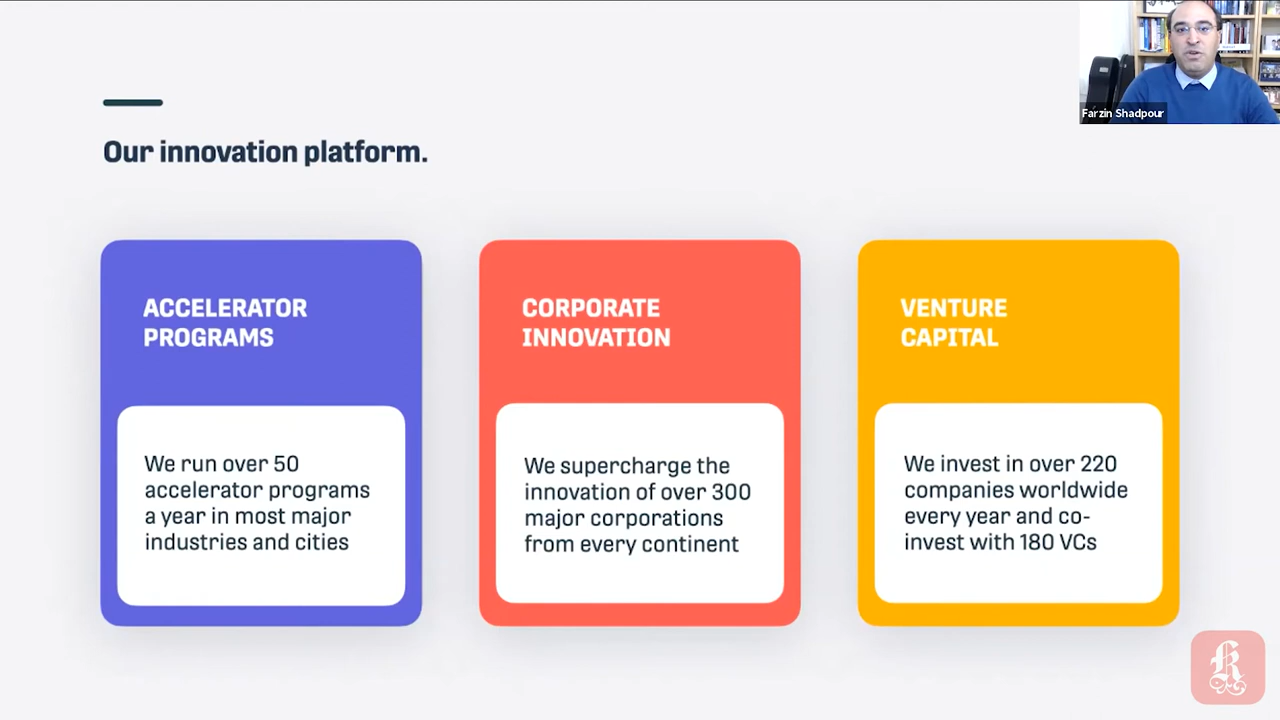 Farzin Shadpour
Our innovation platform.
ACCELERATOR
PROGRAMS
We run over 50
accelerator programs
a year in most major
industries and cities
CORPORATE
INNOVATION
We supercharge the
innovation of over 300
major corporations
from every continent
VENTURE
CAPITAL
We invest in over 220
companies worldwide
every year and co-
invest with 180 VCs